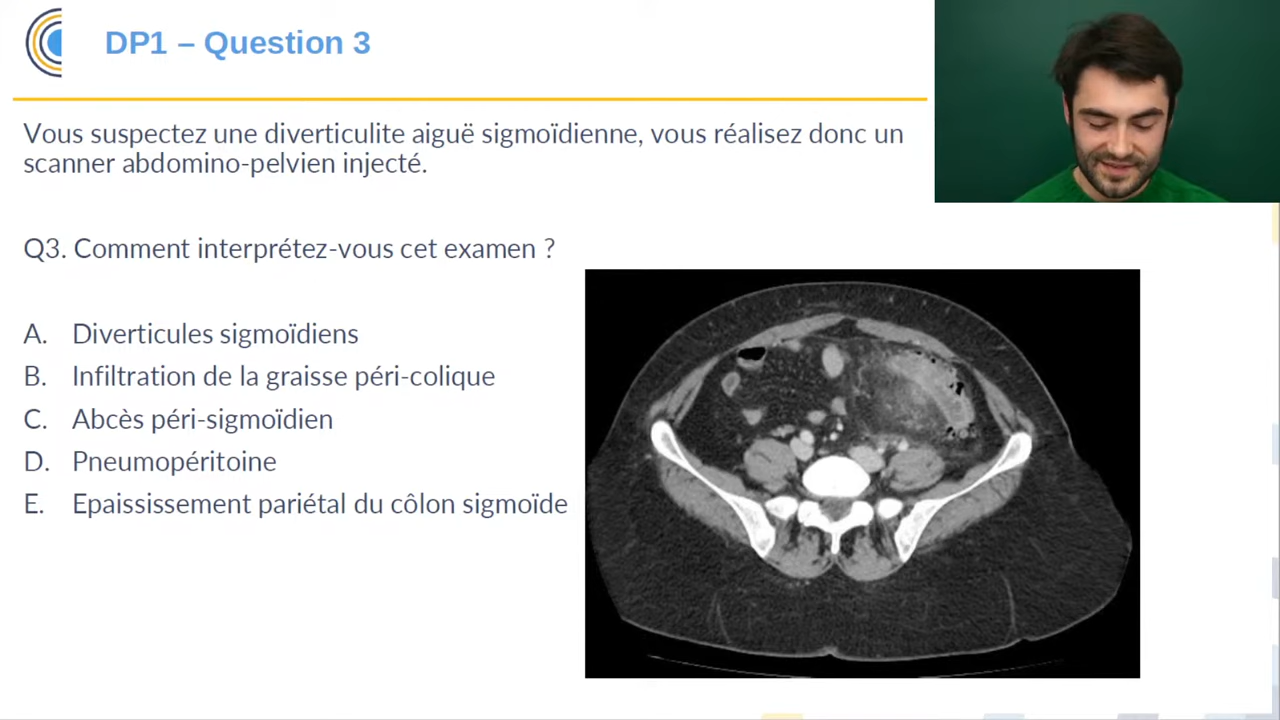 DP1 – Question 3
Vous suspectez une diverticulite aiguë sigmoïdienne, vous réalisez donc un
scanner abdomino-pelvien injecté.
Q3. Comment interprétez-vous cet examen ?
A. Diverticules sigmoïdiens
B. Infiltration de la graisse péri-colique
C. Abcès péri-sigmoïdien
D. Pneumopéritoine
E. Epaississement pariétal du côlon sigmoïde